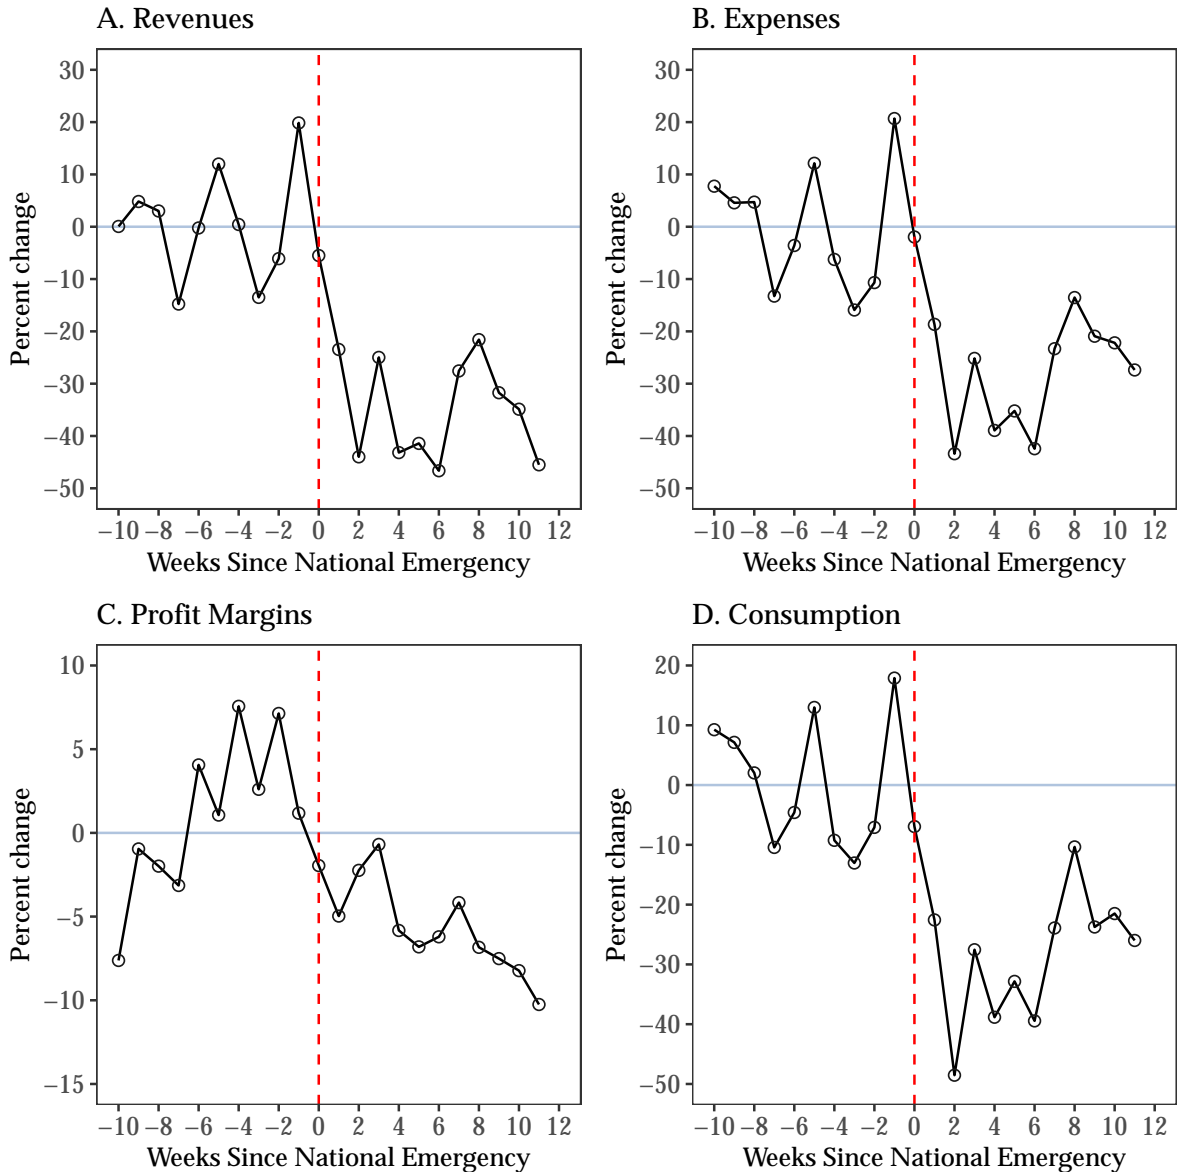 A. Revenues
30
20
10
0
−10
−20
−30
−40
−50
Percent change
−10 −8 −6 −4 −2 0 2 4 6 8 10 12
Weeks Since National Emergency
B. Expenses
30
20
10
0
−10
−20
−30
−40
−50
Percent change
−10 −8 −6 −4 −2 0 2 4 6 8 10 12
Weeks Since National Emergency
C. Profit Margins
10
5
0
−5
−10
−15
Percent change
−10 −8 −6 −4 −2 0 2 4 6 8 10 12
Weeks Since National Emergency
D. Consumption
20
10
0
−10
−20
−30
−40
−50
Percent change
−10 −8 −6 −4 −2 0 2 4 6 8 10 12
Weeks Since National Emergency